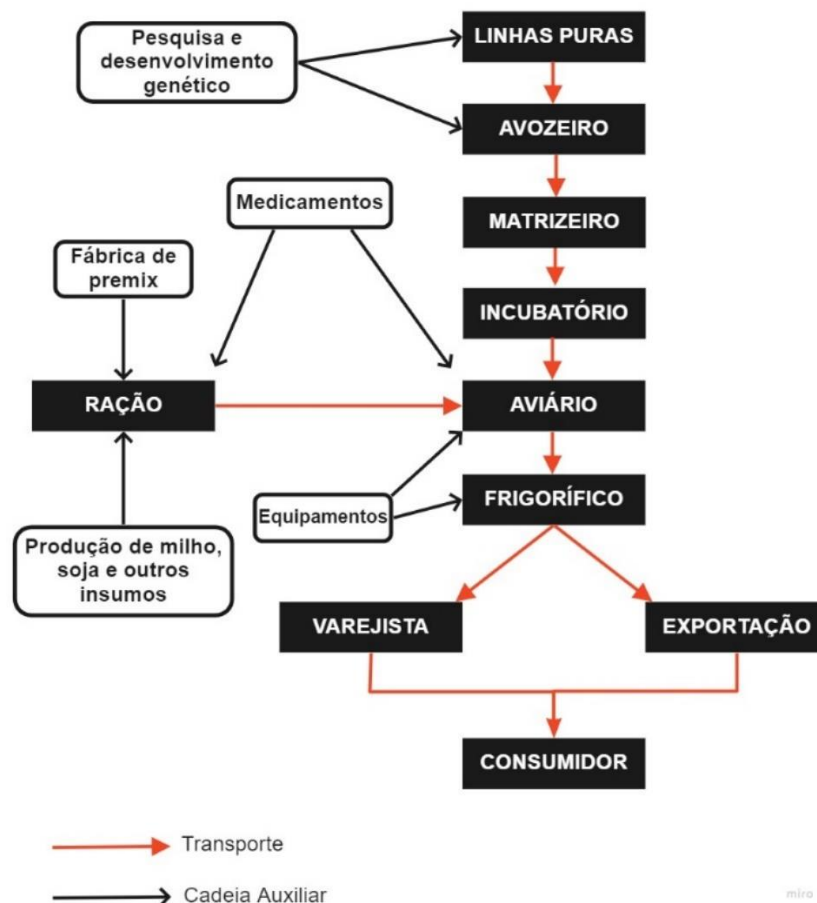 Pesquisa e
desenvolvimento
genético
LINHAS PURAS
AVOZEIRO
Medicamentos
MATRIZEIRO
Fábrica de
premix
INCUBATÓRIO
RAÇÃO
AVIÁRIO
FRIGORÍFICO
Equipamentos
Produção de milho,
soja e outros
insumos
VAREJISTA
EXPORTAÇÃO
CONSUMIDOR
Transporte
Cadeia Auxiliar
miro